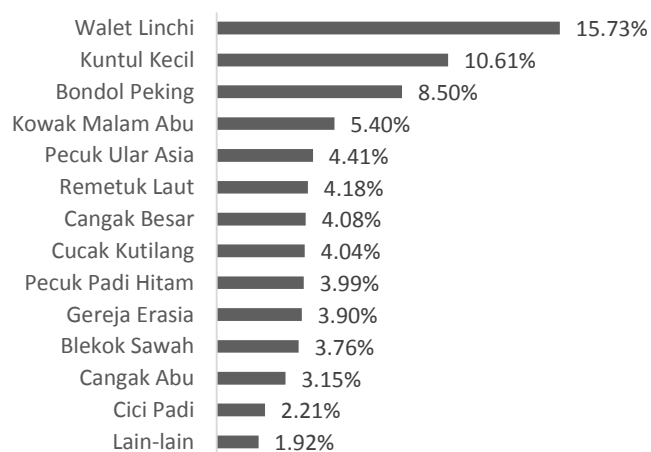 Walet Linchi 15.73%
Kuntul Kecil 10.61%
Bondol Peking 8.50%
Kowak Malam Abu 5.40%
Pecuk Ular Asia 4.41%
Remetuk Laut 4.18%
Cangak Besar 4.08%
Cucak Kutilang 4.04%
Pecuk Padi Hitam 3.99%
Gereja Erasia 3.90%
Blekok Sawah 3.76%
Cangak Abu 3.15%
Cici Padi 2.21%
Lain-lain 1.92%